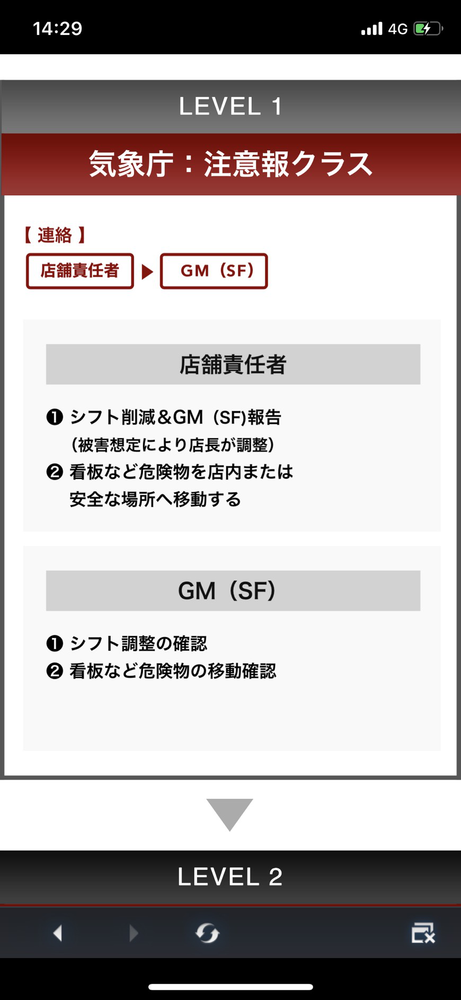 14:29
4G
LEVEL 1
気象庁：注意報クラス
【 連絡 】
店舗責任者 ▶ GM（SF）
店舗責任者
❶ シフト削減＆GM（SF)報告
（被害想定により店長が調整）
❷ 看板など危険物を店内または
安全な場所へ移動する
GM（SF）
❶ シフト調整の確認
❷ 看板など危険物の移動確認
LEVEL 2